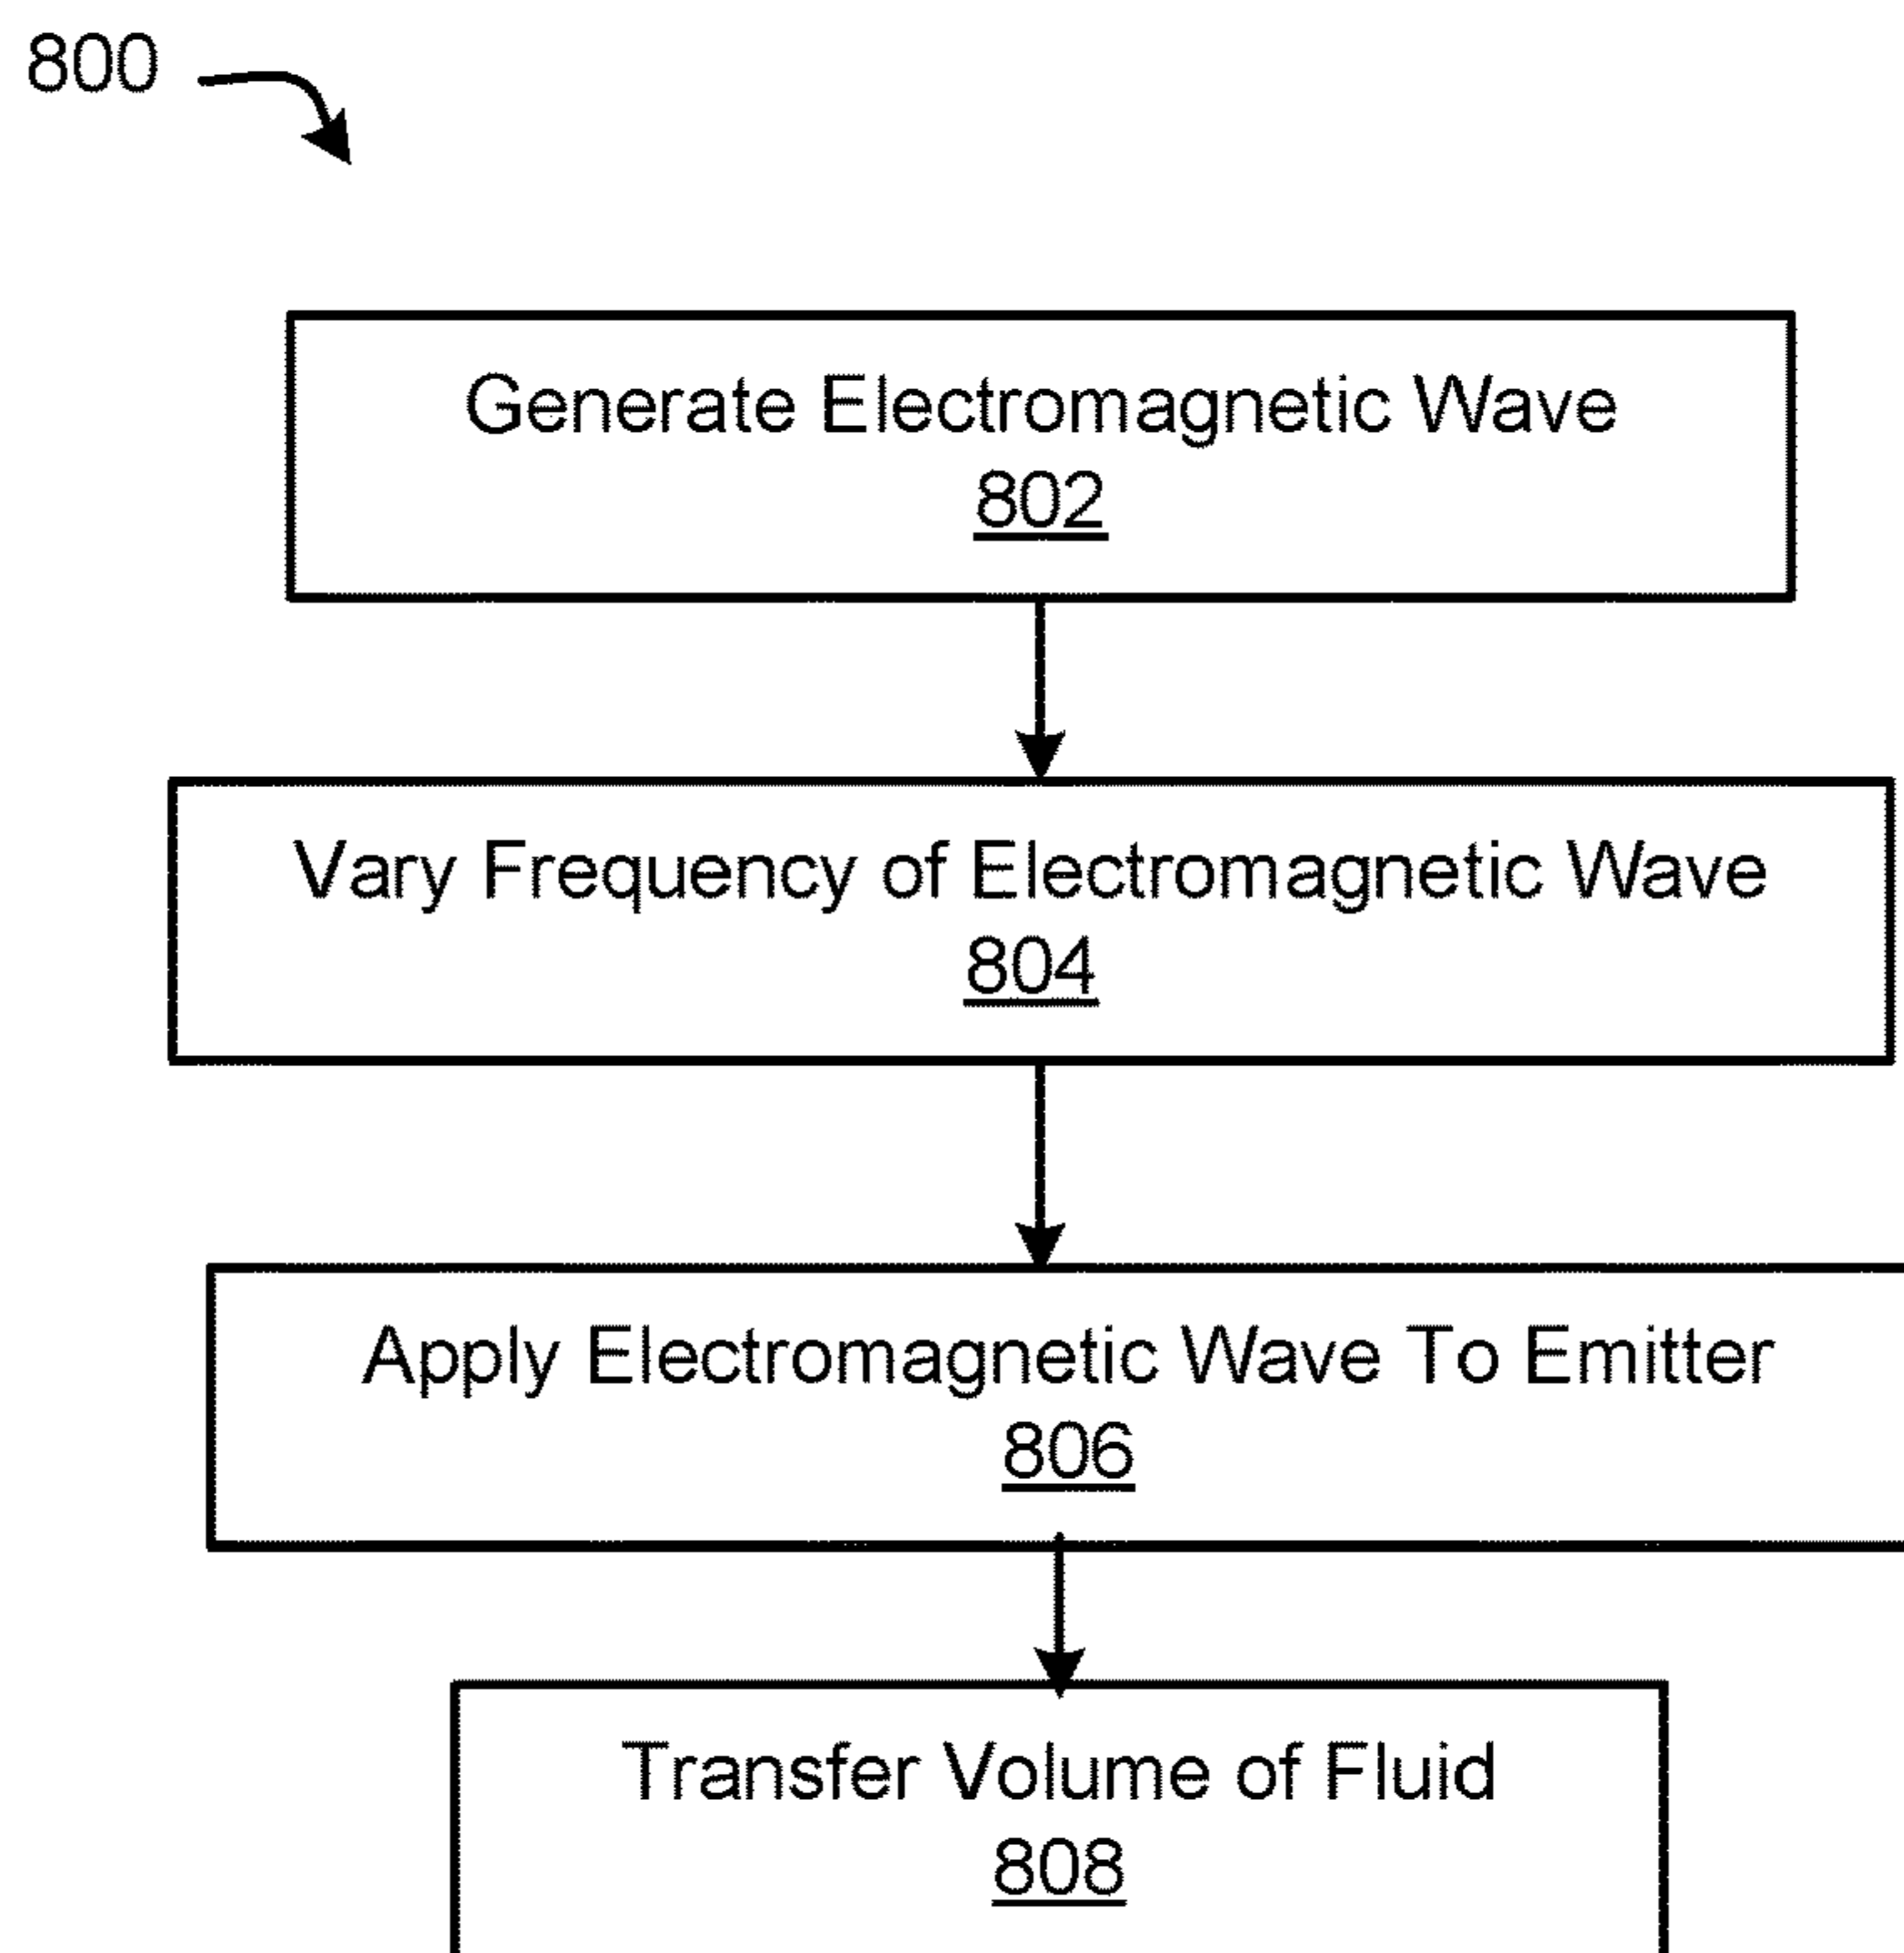 800
Generate Electromagnetic Wave
802
Vary Frequency of Electromagnetic Wave
804
Apply Electromagnetic Wave To Emitter
806
Transfer Volume of Fluid
808